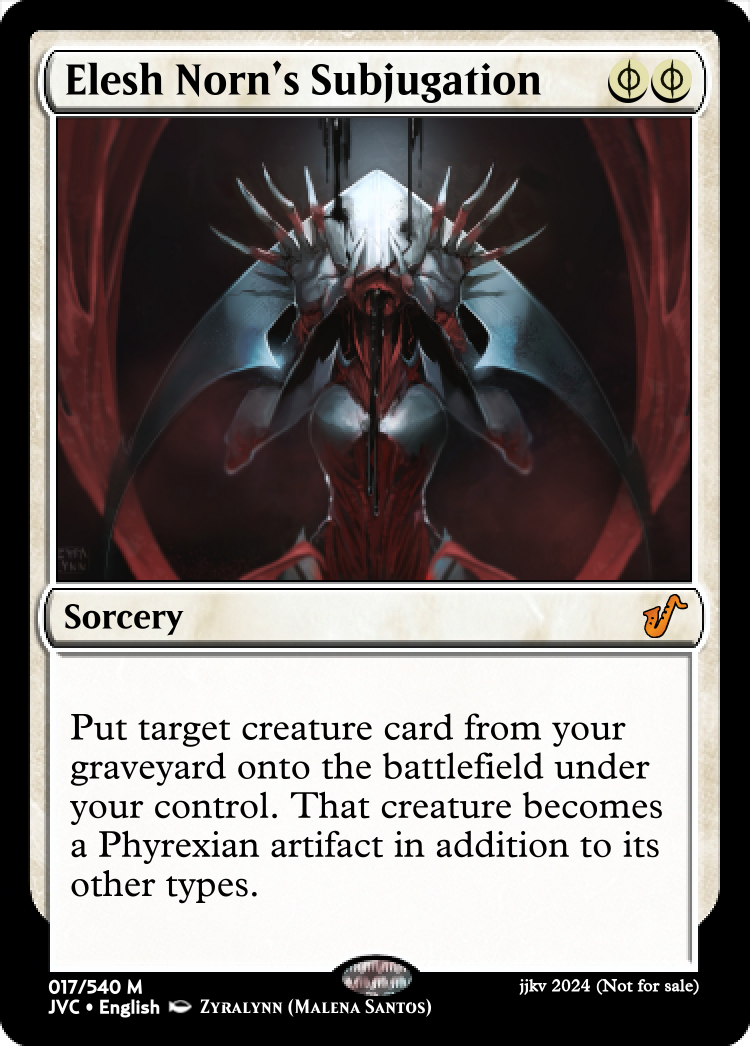 Elesh Norn's Subjugation
Sorcery
Put target creature card from your
graveyard onto the battlefield under
your control. That creature becomes
a Phyrexian artifact in addition to its
other types.
017/540 M
jjkv 2024 (Not for sale)
JVC • English ZYRALYNN (MALENA SANTOS)